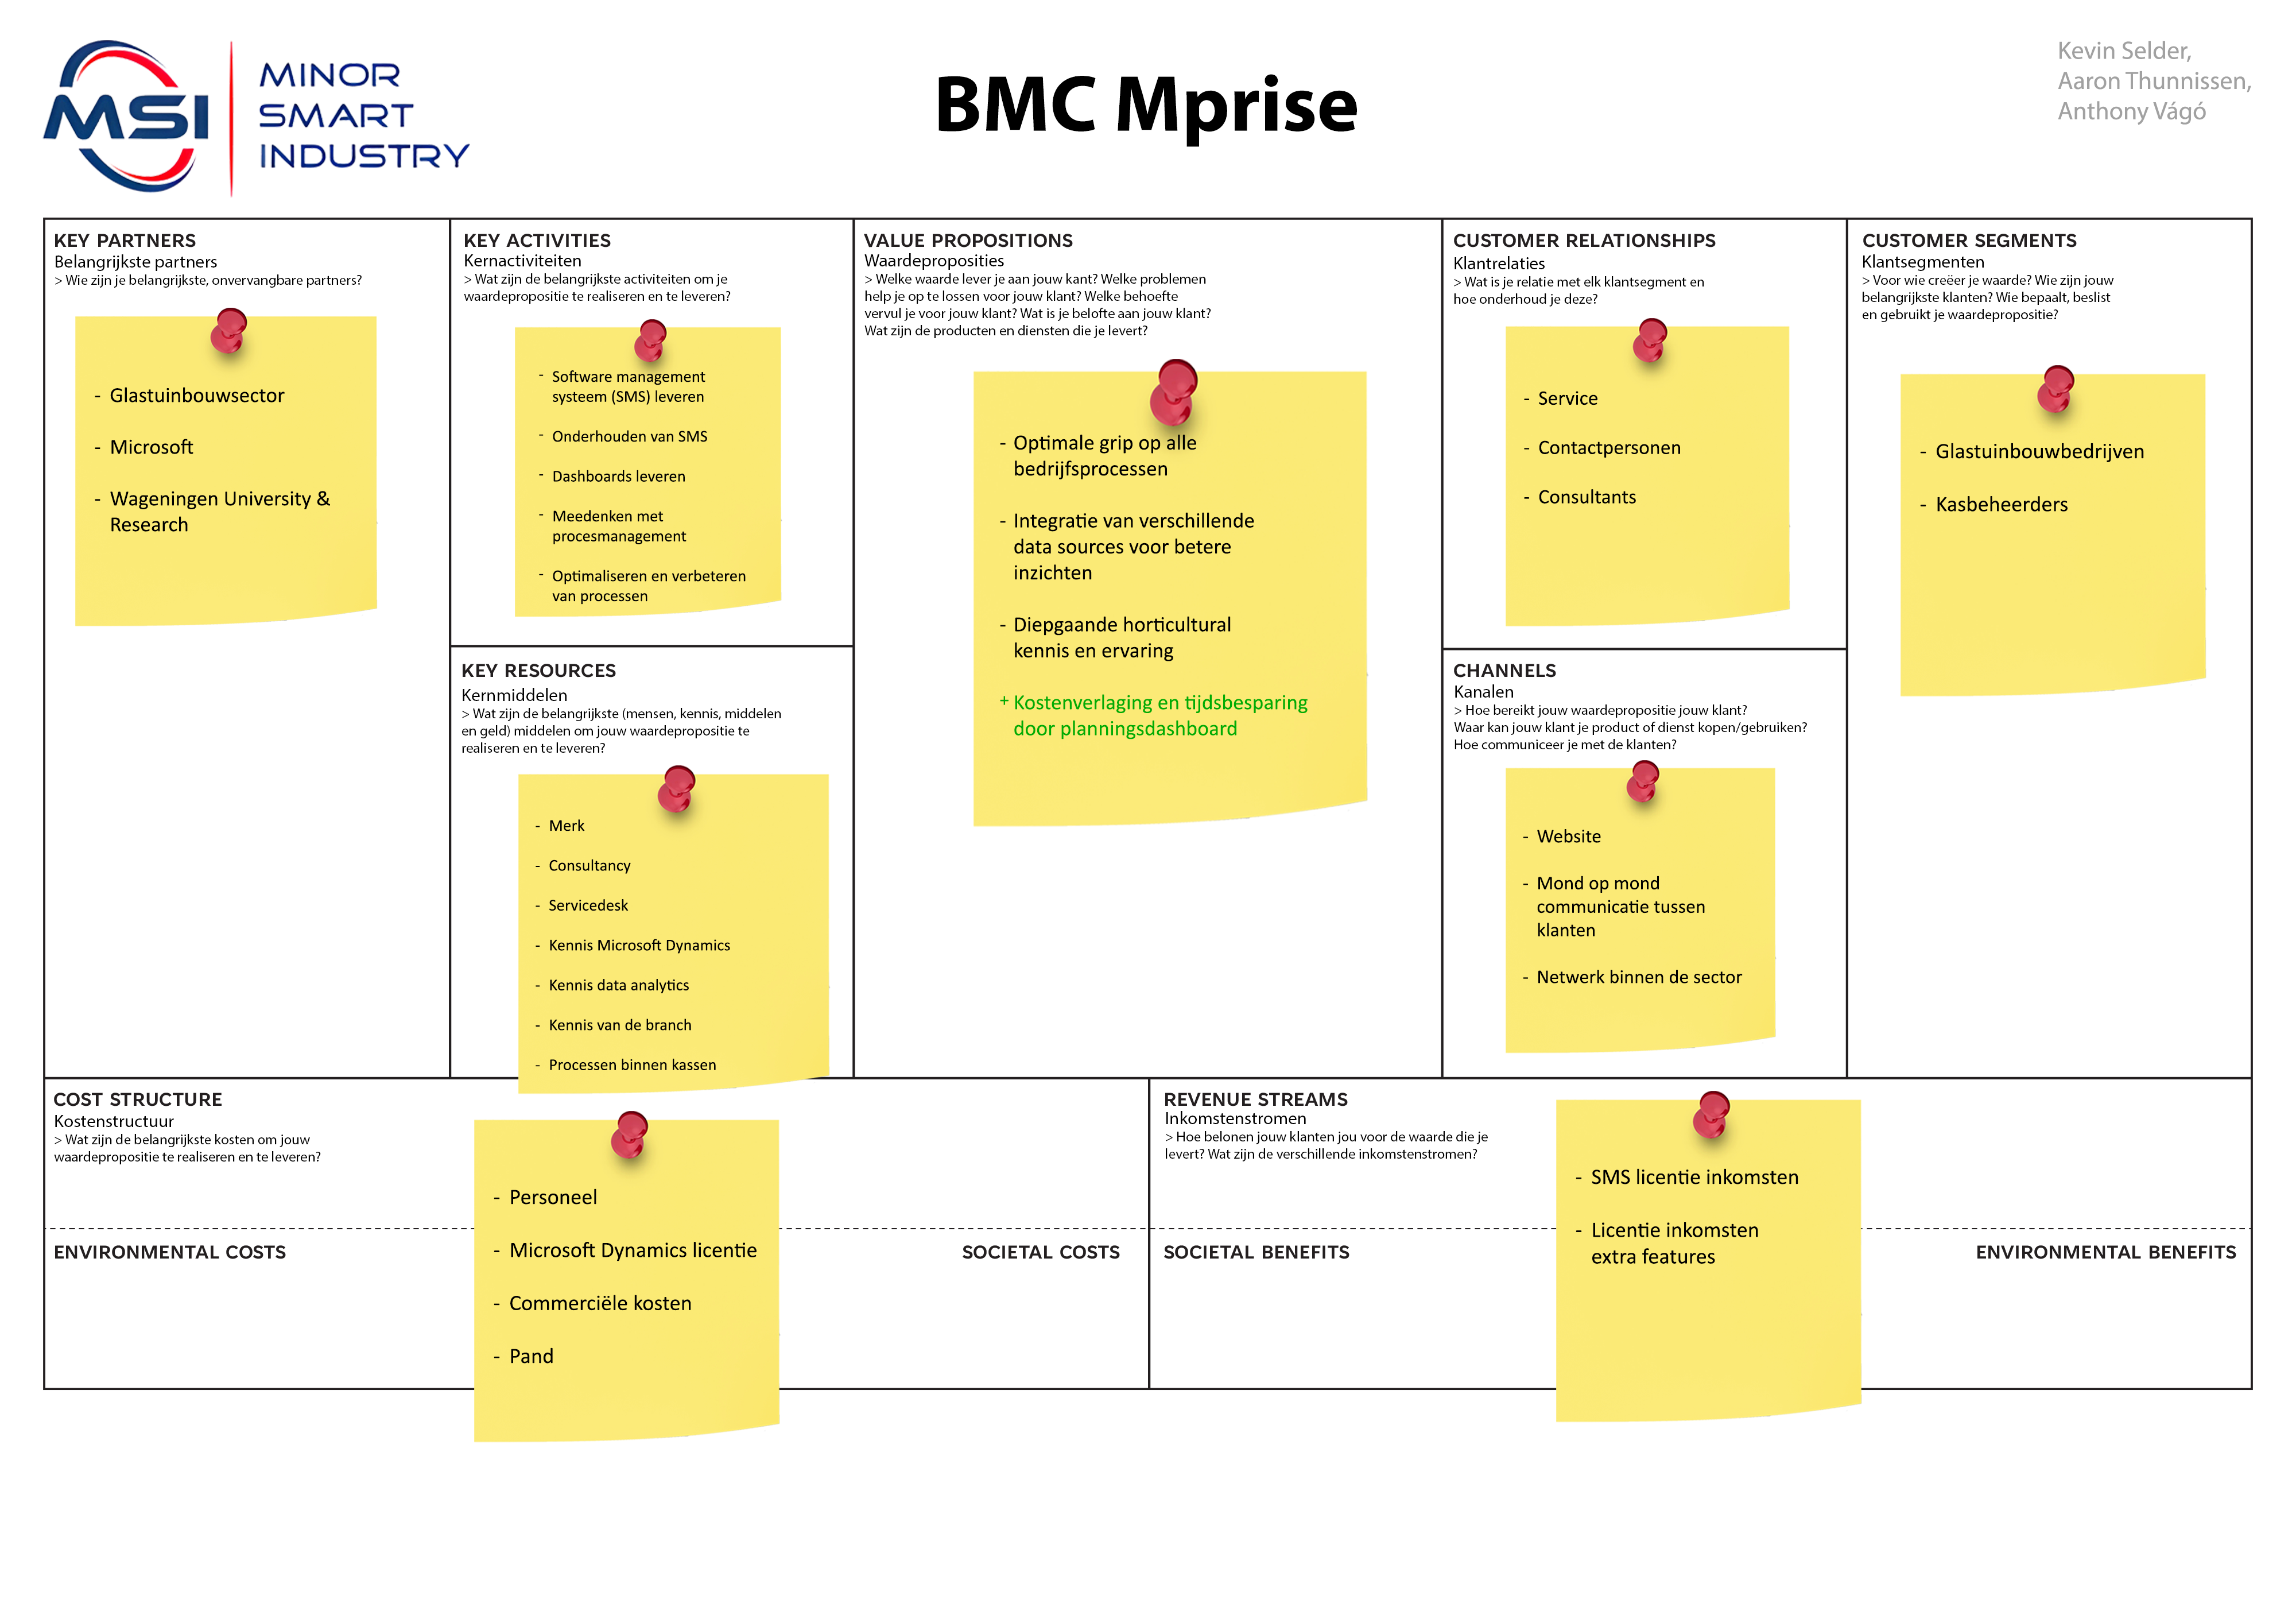 MSI
MINOR
SMART
INDUSTRY
BMC Mprise
Kevin Selder,
Aaron Thunnissen,
Anthony Vágó
KEY PARTNERS
Belangrijkste partners
> Wie zijn je belangrijkste, onvervangbare partners?
- Glastuinbouwsector
- Microsoft
- Wageningen University &
Research
KEY ACTIVITIES
Kernactiviteiten
> Wat zijn de belangrijkste activiteiten om je
waardepropositie te realiseren en te leveren?
- Software management
systeem (SMS) leveren
- Onderhouden van SMS
- Dashboards leveren
- Meedenken met
procesmanagement
- Optimaliseren en verbeteren
van processen
KEY RESOURCES
Kernmiddelen
> Wat zijn de belangrijkste (mensen, kennis, middelen
en geld) middelen om jouw waardepropositie te
realiseren en te leveren?
- Merk
- Consultancy
- Servicedesk
- Kennis Microsoft Dynamics
- Kennis data analytics
- Kennis van de branch
- Processen binnen kassen
VALUE PROPOSITIONS
Waardeproposities
> Welke waarde lever je aan jouw kant? Welke problemen
help je op te lossen voor jouw klant? Welke behoefte
vervul je voor jouw klant? Wat is je belofte aan jouw klant?
Wat zijn de producten en diensten die je levert?
- Optimale grip op alle
bedrijfsprocessen
- Integratie van verschillende
data sources voor betere
inzichten
- Diepgaande horticultural
kennis en ervaring
+ Kostenverlaging en tijdsbesparing
door planningsdashboard
CUSTOMER RELATIONSHIPS
Klantrelaties
> Wat is je relatie met elk klantsegment en
hoe onderhoud je deze?
- Service
- Contactpersonen
- Consultants
CHANNELS
Kanalen
> Hoe bereikt jouw waardepropositie jouw klant?
Waar kan jouw klant je product of dienst kopen/gebruiken?
Hoe communiceer je met de klanten?
- Website
- Mond op mond
communicatie tussen
klanten
- Netwerk binnen de sector
CUSTOMER SEGMENTS
Klantsegmenten
> Voor wie creëer je waarde? Wie zijn jouw
belangrijkste klanten? Wie bepaalt, beslist
en gebruikt je waardepropositie?
- Glastuinbouwbedrijven
- Kasbeheerders
COST STRUCTURE
Kostenstructuur
> Wat zijn de belangrijkste kosten om jouw
waardepropositie te realiseren en te leveren?
- Personeel
- Microsoft Dynamics licentie
- Commerciële kosten
- Pand
ENVIRONMENTAL COSTS
SOCIETAL COSTS
REVENUE STREAMS
Inkomstenstromen
> Hoe belonen jouw klanten jou voor de waarde die je
levert? Wat zijn de verschillende inkomstenstromen?
- SMS licentie inkomsten
- Licentie inkomsten
extra features
SOCIETAL BENEFITS
ENVIRONMENTAL BENEFITS